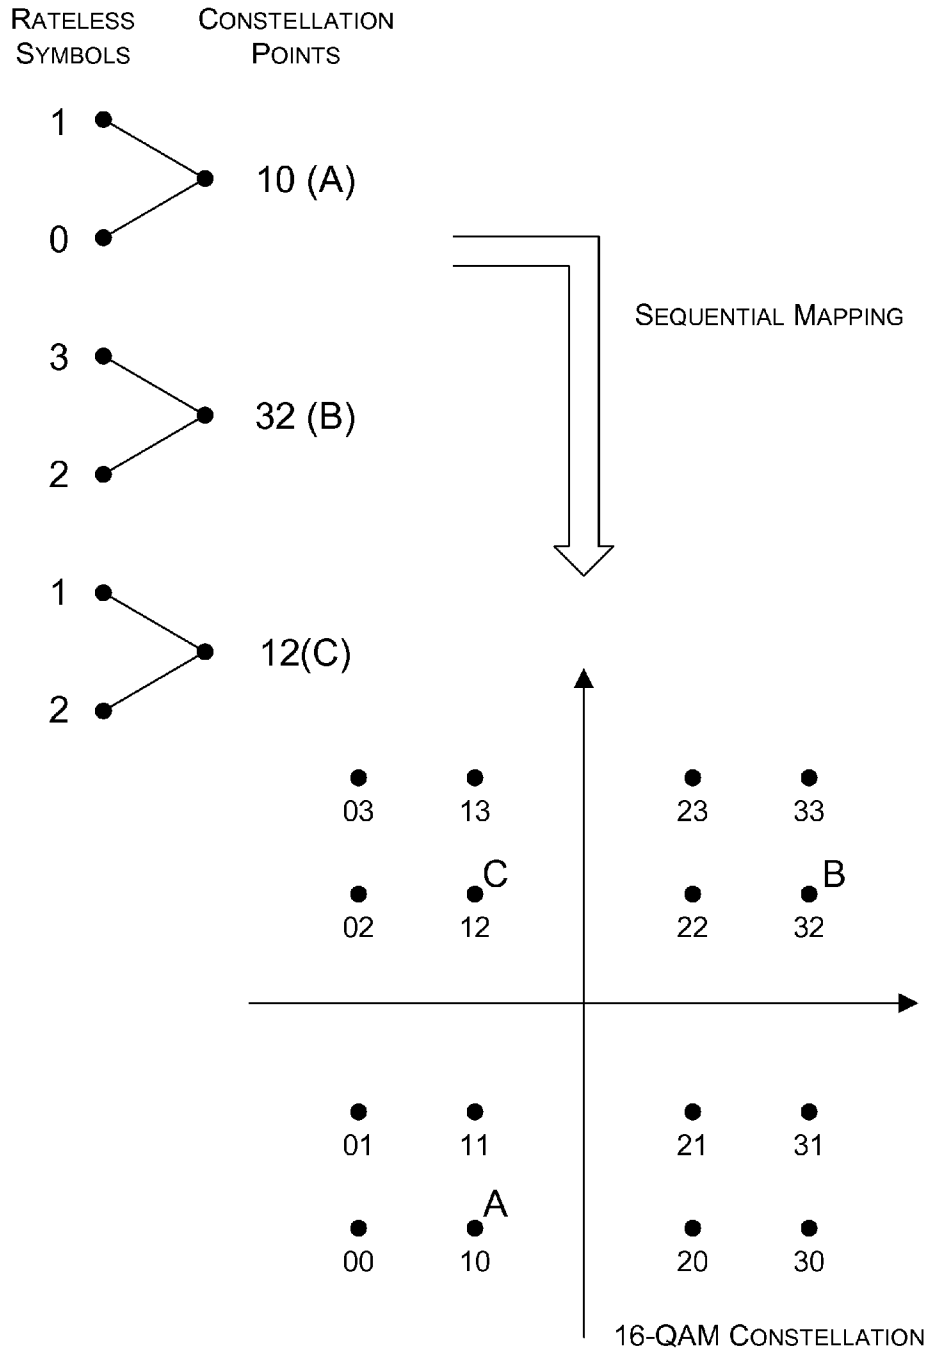 RATELESS CONSTELLATION
SYMBOLS POINTS
1
10 (A)
0
SEQUENTIAL MAPPING
3
32 (B)
2
1
12(C)
2
03 13 23 33
C B
02 12 22 32
01 11 21 31
A
00 10 20 30
16-QAM CONSTELLATION